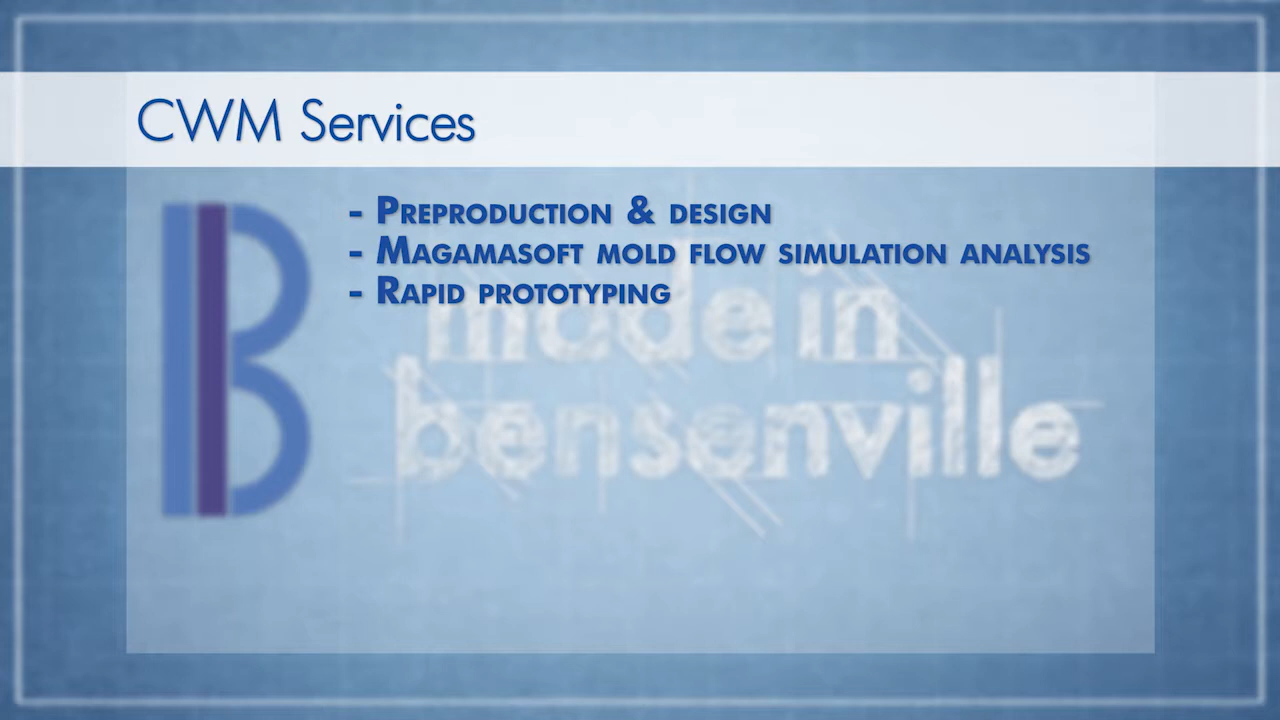 CWM Services
- Preproduction & design
- Magamasoft mold flow simulation analysis
- Rapid prototyping
B
made in
bensenville